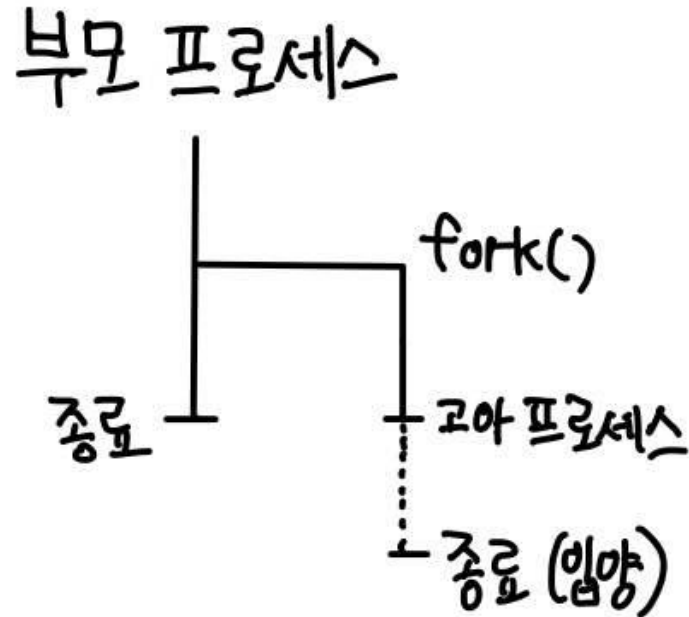 부모 프로세스
fork()
종료
고아 프로세스
종료 (입양)